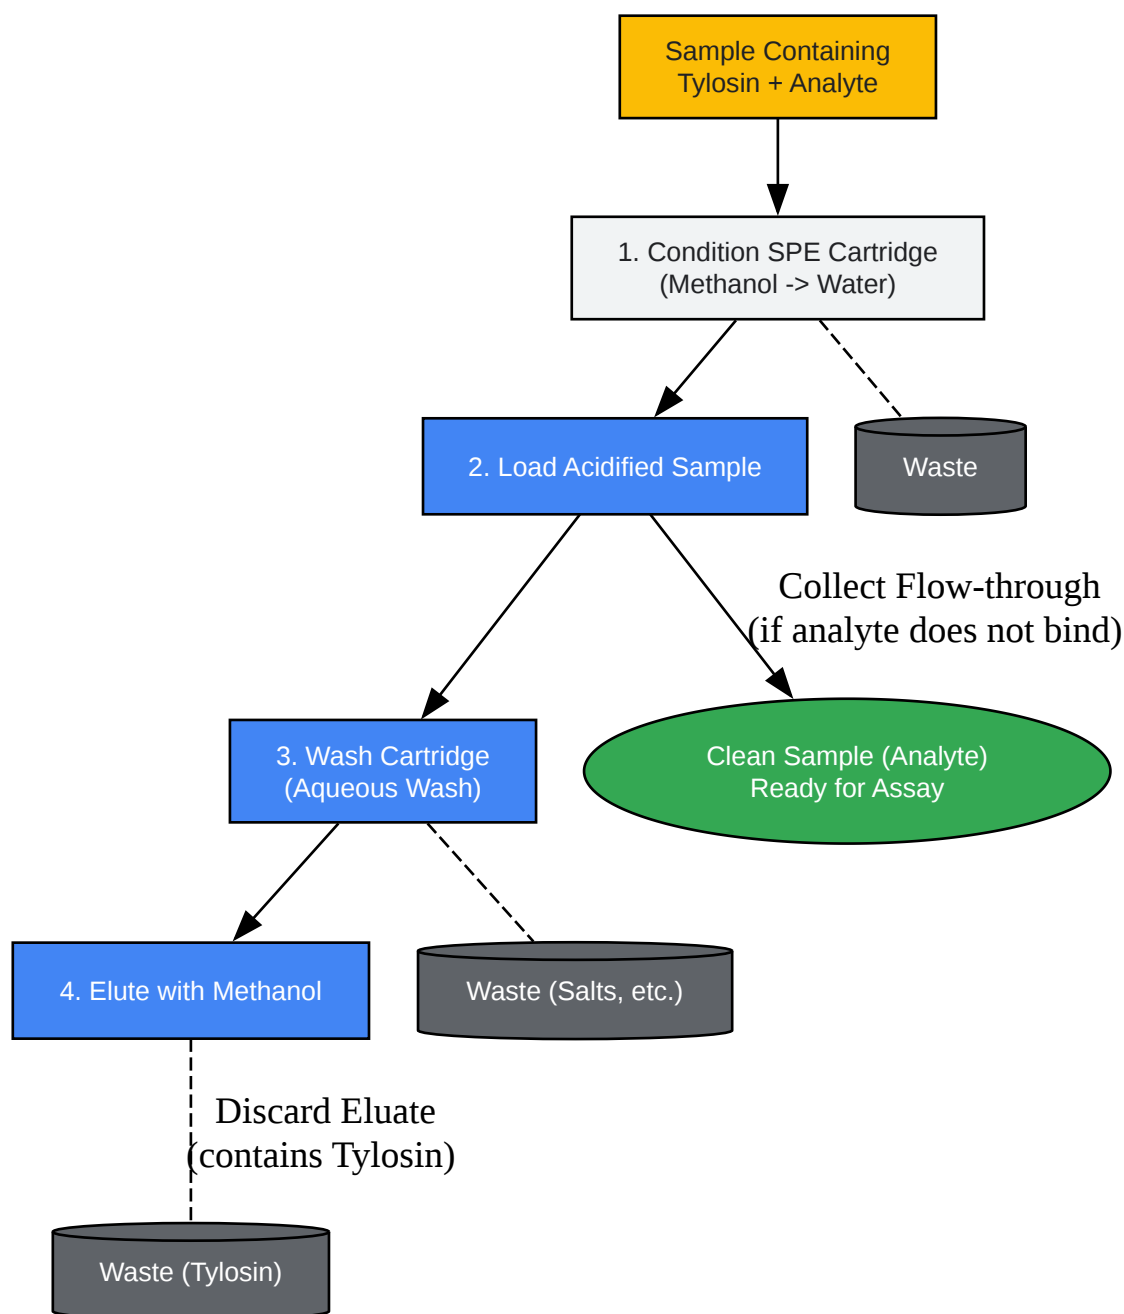 Sample Containing
Tylosin + Analyte
1. Condition SPE Cartridge
(Methanol -> Water)
2. Load Acidified Sample
Waste
Collect Flow-through
(if analyte does not bind)
3. Wash Cartridge
(Aqueous Wash)
Clean Sample (Analyte)
Ready for Assay
4. Elute with Methanol
Waste (Salts, etc.)
Discard Eluate
(contains Tylosin)
Waste (Tylosin)